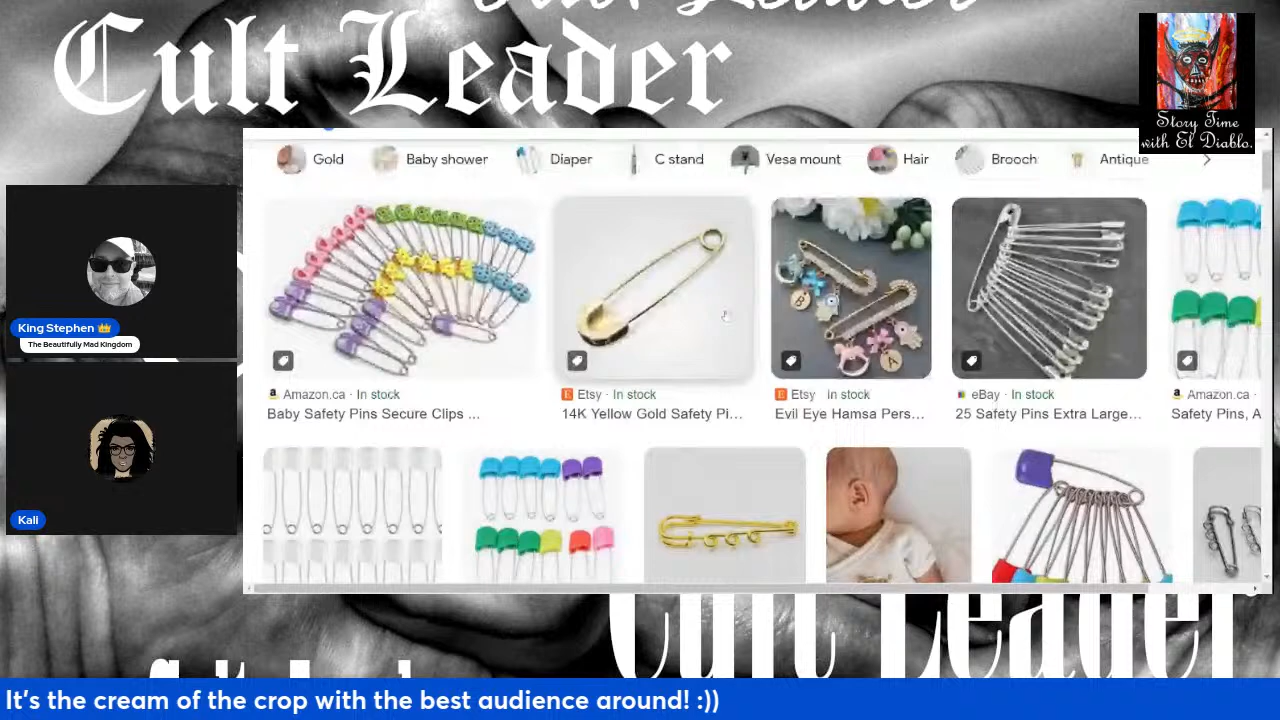 Cult Leader
Cult Leader
Story Time
with El Diablo.
Gold
Baby shower
Diaper
C stand
Vesa mount
Hair
Brooch
Antique
King Stephen
The Beautifully Mad Kingdom
Kali
B
A
Amazon.ca · In stock
Baby Safety Pins Secure Clips ...
Etsy · In stock
14K Yellow Gold Safety Pi...
Etsy · In stock
Evil Eye Hamsa Pers...
eBay · In stock
25 Safety Pins Extra Large...
Amazon.ca ·
Safety Pins, A
Cult Leader
It's the cream of the crop with the best audience around! :))